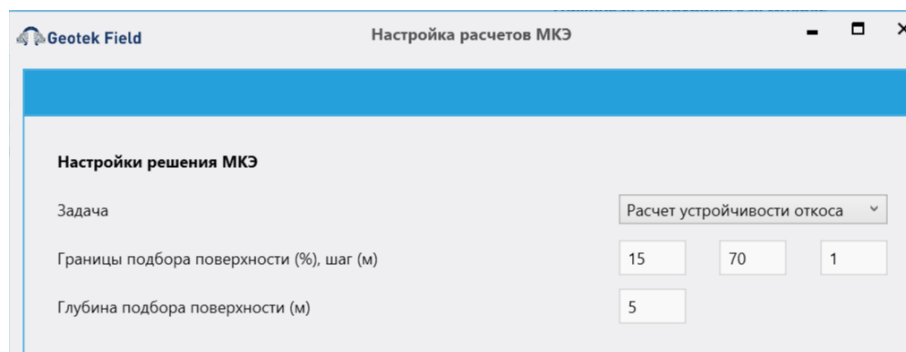 Geotek Field Настройка расчетов МКЭ
Настройки решения МКЭ
Задача Расчет устройчивости откоса
Границы подбора поверхности (%), шаг (м) 15 70 1
Глубина подбора поверхности (м) 5